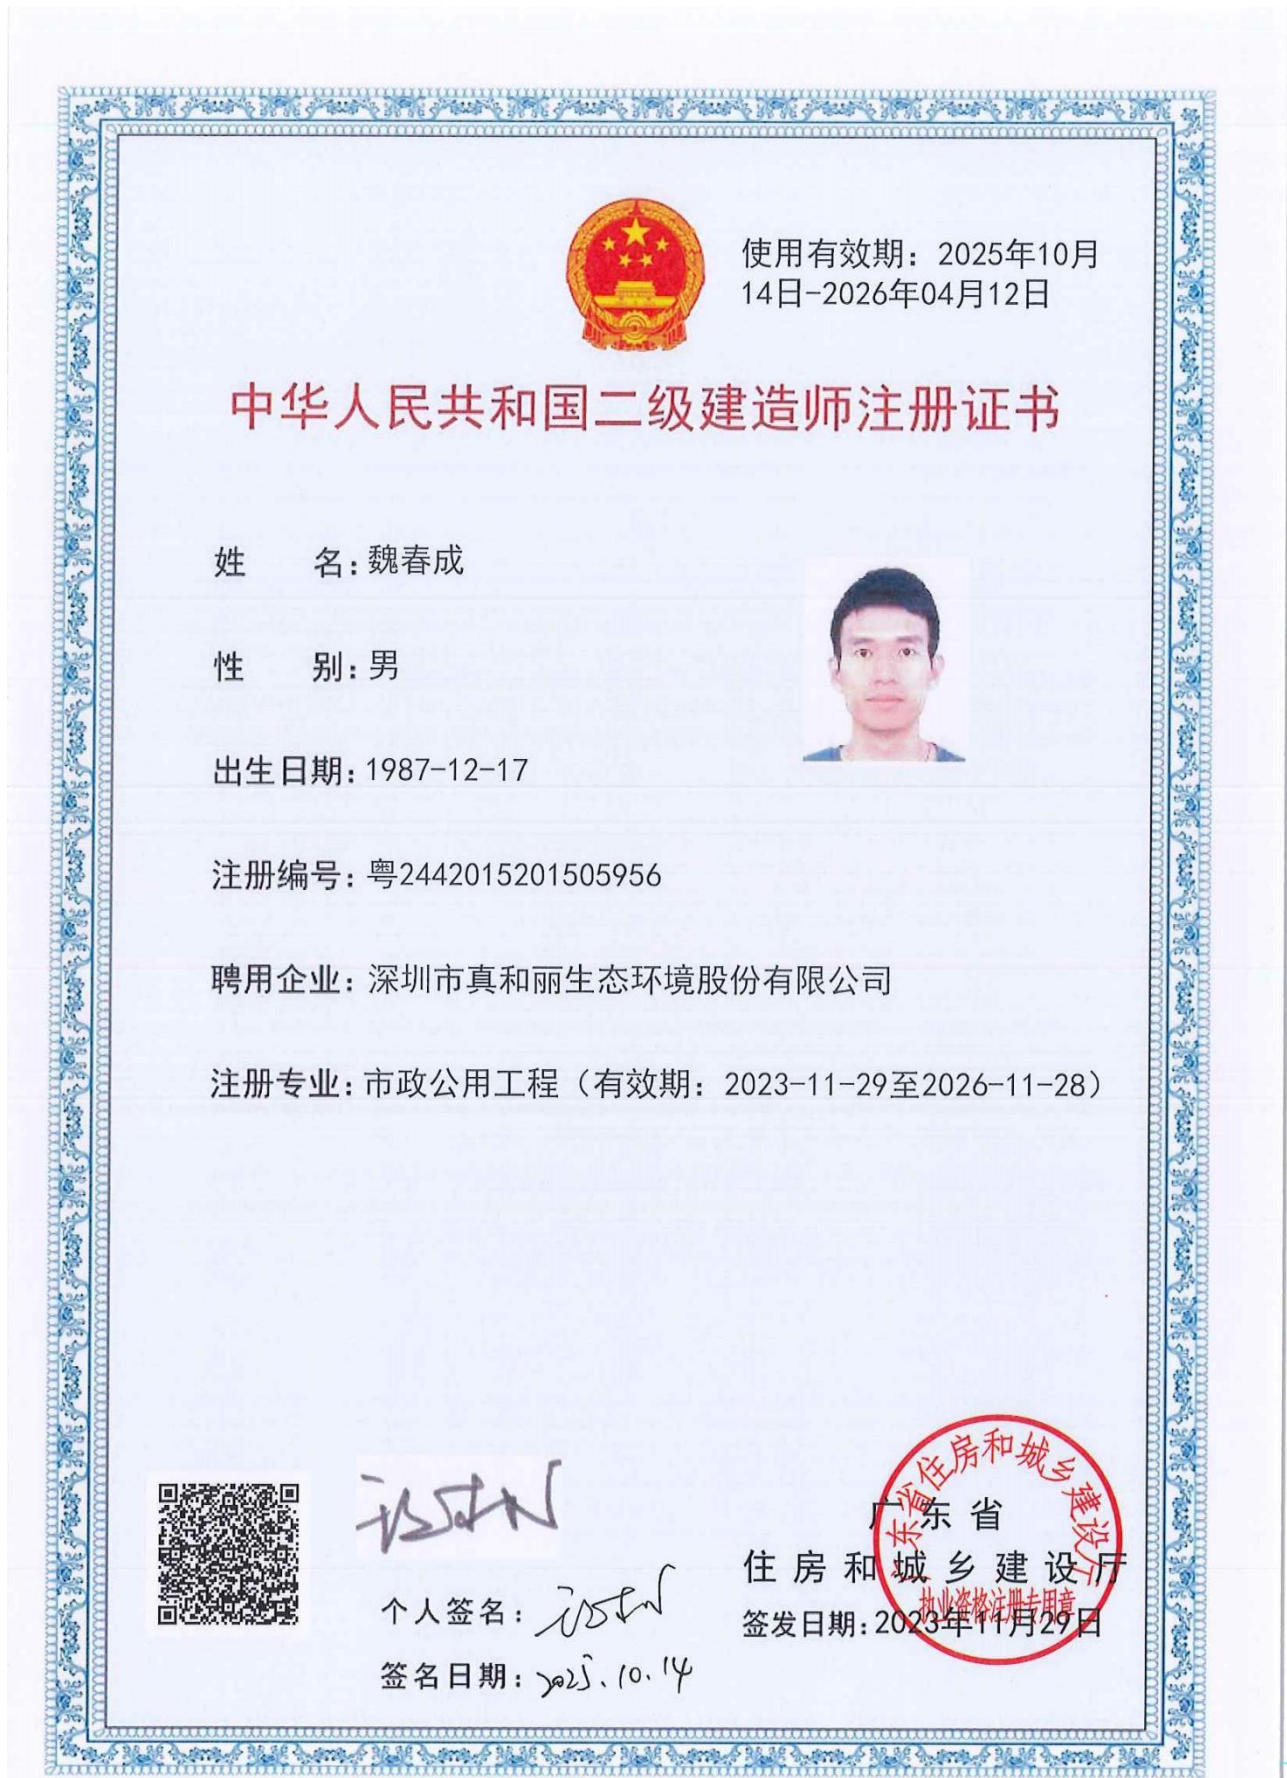 使用有效期：2025年10月
14日-2026年04月12日
中华人民共和国二级建造师注册证书
姓 名：魏春成
性 别：男
出生日期：1987-12-17
注册编号：粤2442015201505956
聘用企业：深圳市真和丽生态环境股份有限公司
注册专业：市政公用工程（有效期：2023-11-29至2026-11-28）
广东省住房和城乡建设厅
执业资格注册专用章
广东省
住房和城乡建设厅
签发日期：2023年11月29日
个人签名：
签名日期：2025.10.14